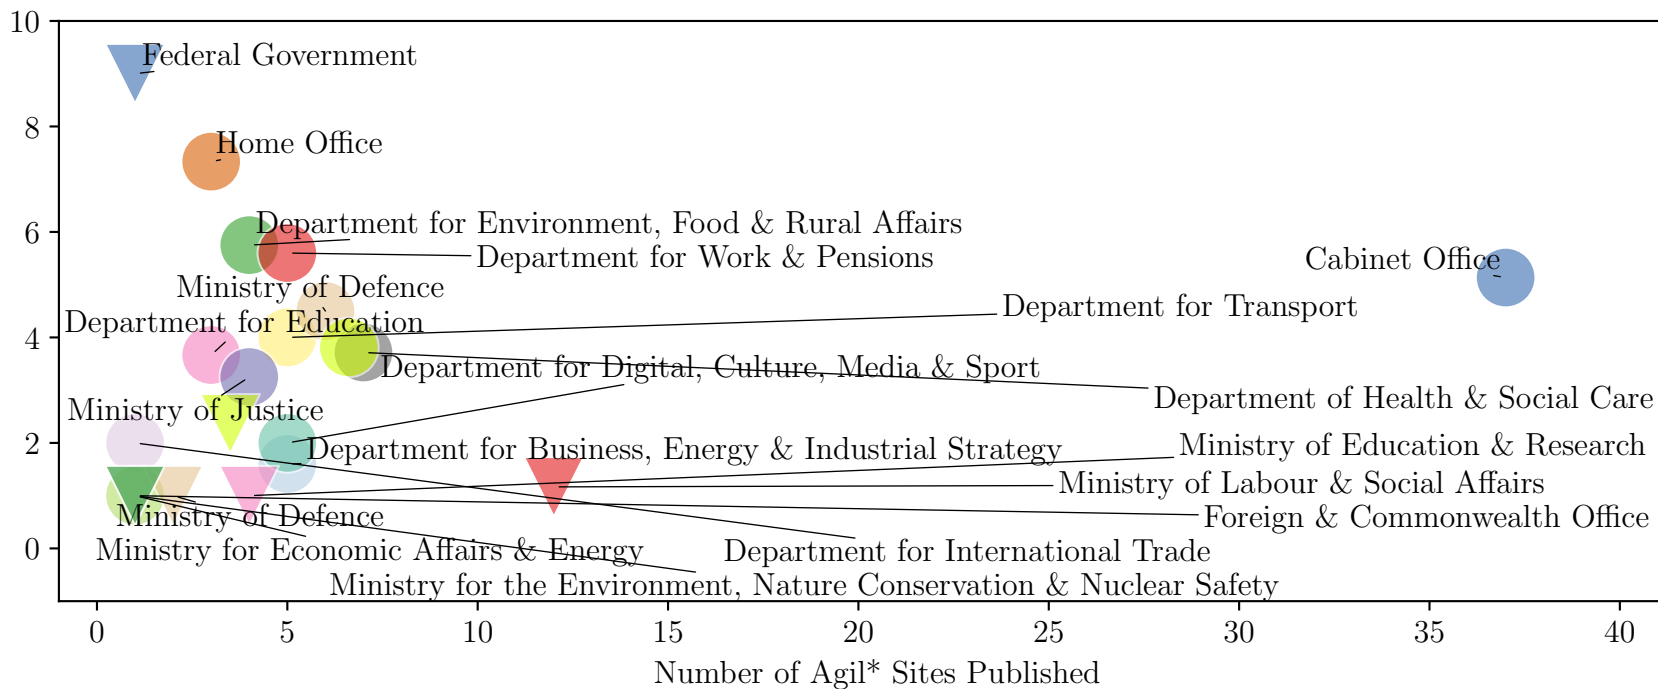 10
Federal Government
8
Home Office
6
Department for Environment, Food & Rural Affairs
Department for Work & Pensions
Cabinet Office
Ministry of Defence
Department for Transport
Department for Education
4
Department for Digital, Culture, Media & Sport
Department of Health & Social Care
Ministry of Justice
2
Department for Business, Energy & Industrial Strategy
Ministry of Education & Research
Ministry of Labour & Social Affairs
Ministry of Defence
Foreign & Commonwealth Office
0
Ministry for Economic Affairs & Energy
Department for International Trade
Ministry for the Environment, Nature Conservation & Nuclear Safety
0 5 10 15 20 25 30 35 40
Number of Agil* Sites Published